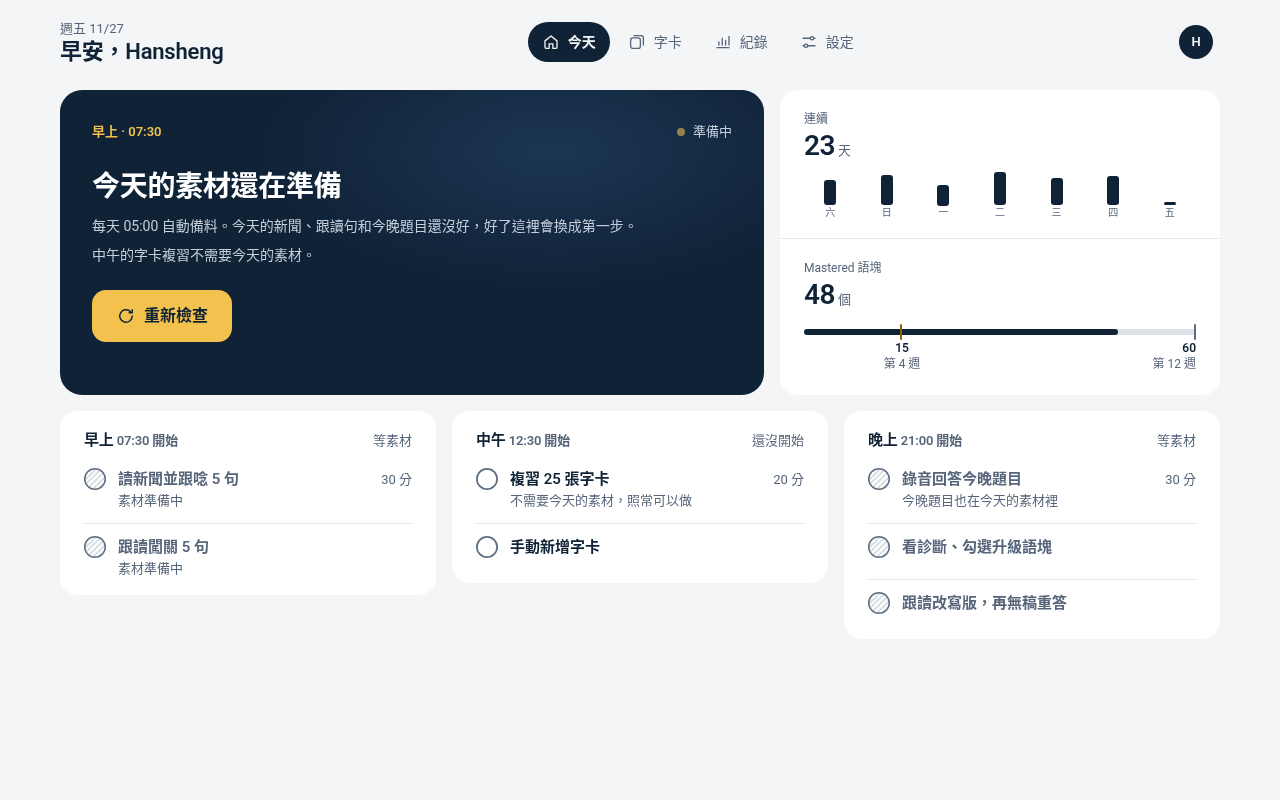 週五 11/27
早安，Hansheng
今天
字卡
紀錄
設定
H
早上 · 07:30
準備中
今天的素材還在準備
每天 05:00 自動備料。今天的新聞、跟讀句和今晚題目還沒好，好了這裡會換成第一步。
中午的字卡複習不需要今天的素材。
重新檢查
連續
23 天
六 日 一 二 三 四 五
Mastered 語塊
48 個
15 60
第 4 週 第 12 週
早上 07:30 開始 等素材
讀新聞並跟唸 5 句 30 分
素材準備中
跟讀闖關 5 句
素材準備中
中午 12:30 開始 還沒開始
複習 25 張字卡 20 分
不需要今天的素材，照常可以做
手動新增字卡
晚上 21:00 開始 等素材
錄音回答今晚題目 30 分
今晚題目也在今天的素材裡
看診斷、勾選升級語塊
跟讀改寫版，再無稿重答